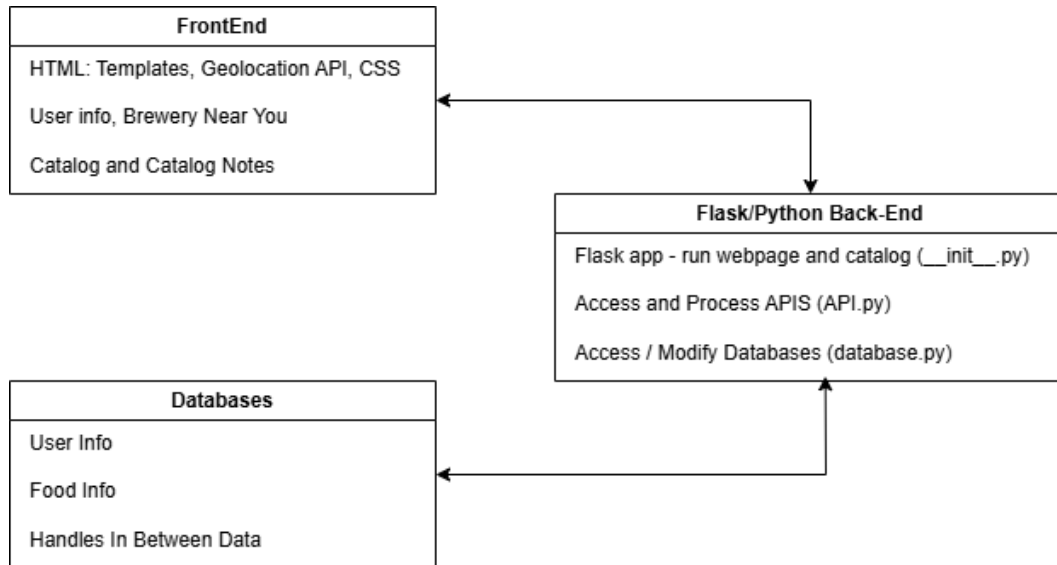 FrontEnd
HTML: Templates, Geolocation API, CSS
User info, Brewery Near You
Catalog and Catalog Notes
Flask/Python Back-End
Flask app - run webpage and catalog (__init__.py)
Access and Process APIS (API.py)
Access / Modify Databases (database.py)
Databases
User Info
Food Info
Handles In Between Data